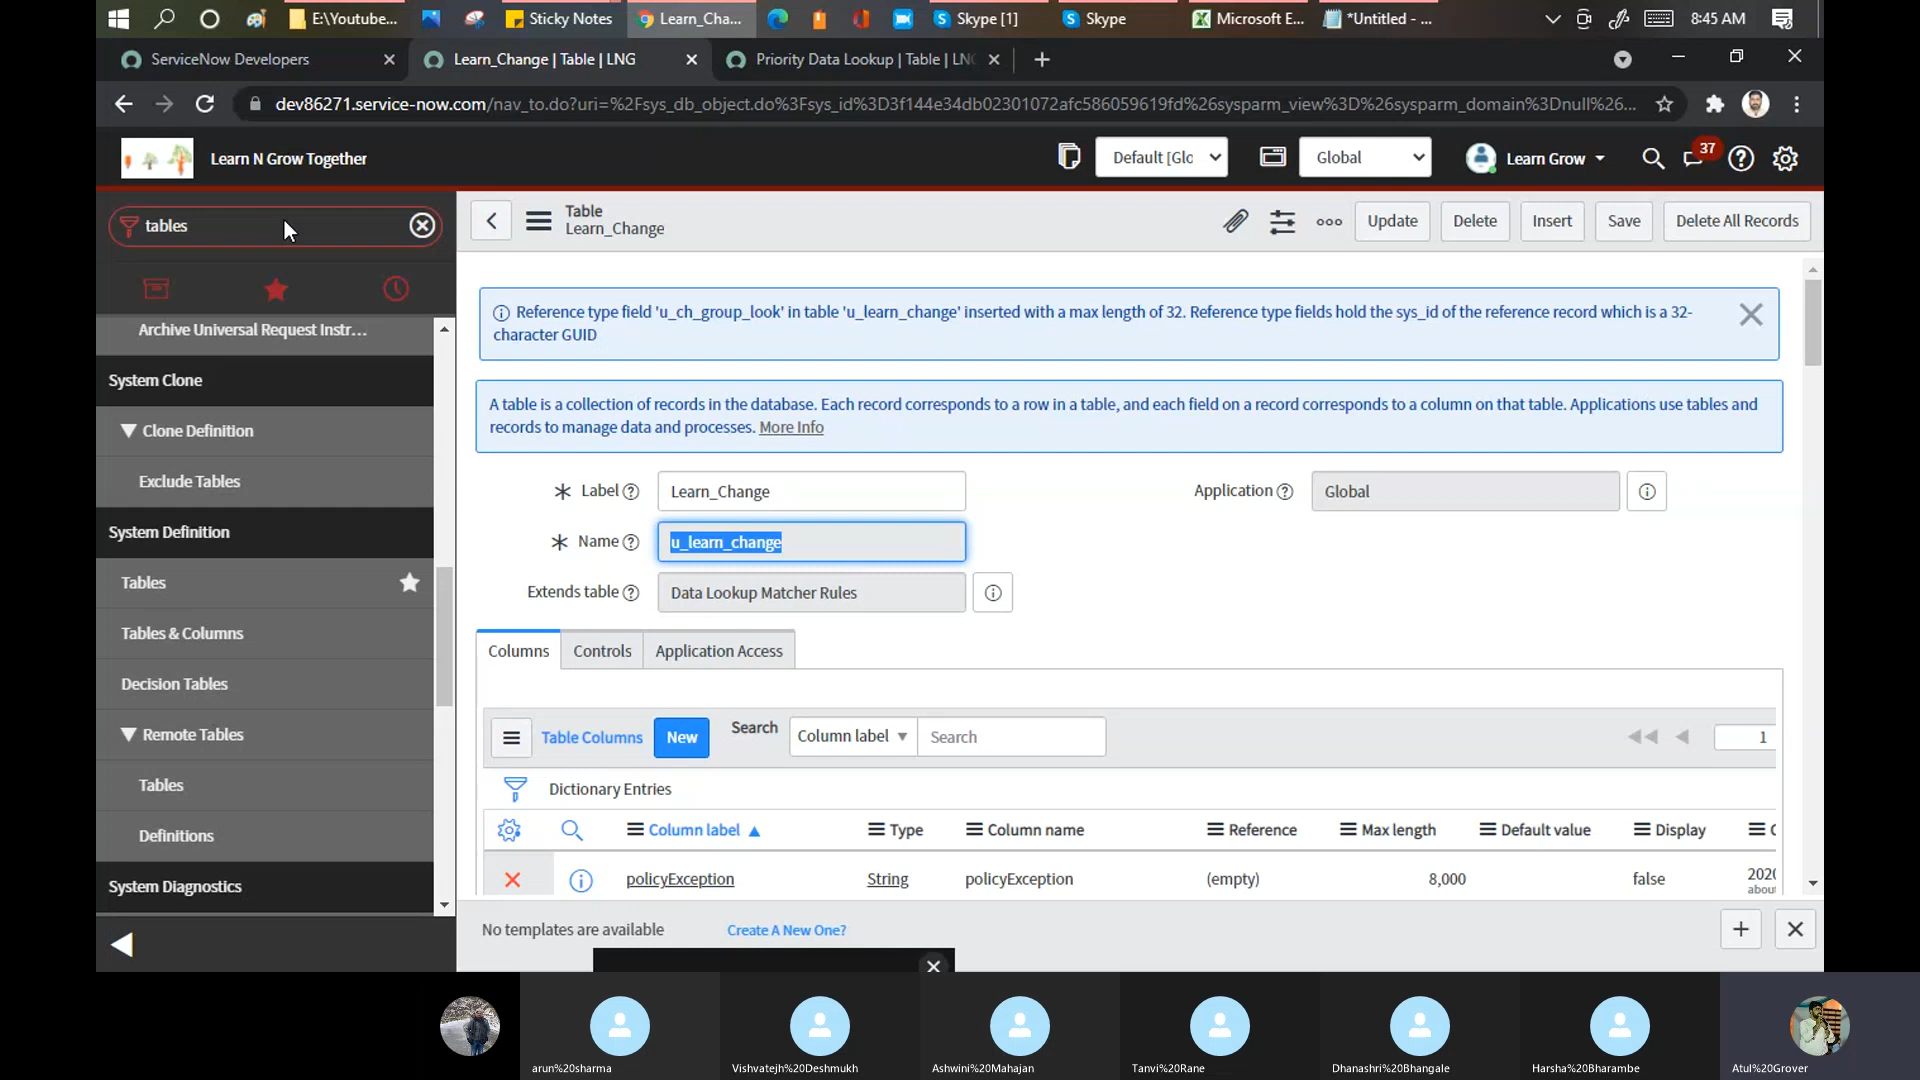 E:\Youtube...
Sticky Notes
Learn_Cha...
Skype [1]
Skype
Microsoft E...
*Untitled - ...
8:45 AM
ServiceNow Developers
Learn_Change | Table | LNG
Priority Data Lookup | Table | LNG
dev86271.service-now.com/nav_to.do?uri=%2Fsys_db_object.do%3Fsys_id%3D3f144e34db02301072afc586059619fd%26sysparm_view%3D%26sysparm_domain%3Dnull%26...
Learn N Grow Together
Default [Glc
Global
Learn Grow
37
tables
Archive Universal Request Instr...
System Clone
Clone Definition
Exclude Tables
System Definition
Tables
Tables & Columns
Decision Tables
Remote Tables
Tables
Definitions
System Diagnostics
Table
Learn_Change
Update
Delete
Insert
Save
Delete All Records
Reference type field 'u_ch_group_look' in table 'u_learn_change' inserted with a max length of 32. Reference type fields hold the sys_id of the reference record which is a 32-
character GUID
A table is a collection of records in the database. Each record corresponds to a row in a table, and each field on a record corresponds to a column on that table. Applications use tables and
records to manage data and processes. More Info
Label
Learn_Change
Application
Global
Name
u_learn_change
Extends table
Data Lookup Matcher Rules
Columns
Controls
Application Access
Table Columns
New
Search
Column label
Search
1
Dictionary Entries
Column label
Type
Column name
Reference
Max length
Default value
Display
C
policyException
String
policyException
(empty)
8,000
false
2020
about
No templates are available
Create A New One?
arun%20sharma
Vishvatejh%20Deshmukh
Ashwini%20Mahajan
Tanvi%20Rane
Dhanashri%20Bhangale
Harsha%20Bharambe
Atul%20Grover